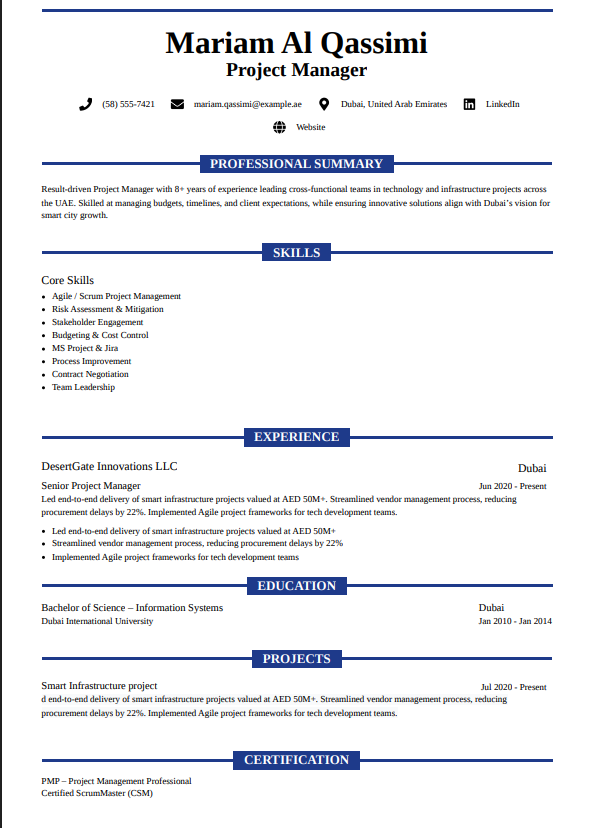 Mariam Al Qassimi
Project Manager
(58) 555-7421 mariam.qassimi@example.ae Dubai, United Arab Emirates LinkedIn
Website
PROFESSIONAL SUMMARY
Result-driven Project Manager with 8+ years of experience leading cross-functional teams in technology and infrastructure projects across
the UAE. Skilled at managing budgets, timelines, and client expectations, while ensuring innovative solutions align with Dubai’s vision for
smart city growth.
SKILLS
Core Skills
• Agile / Scrum Project Management
• Risk Assessment & Mitigation
• Stakeholder Engagement
• Budgeting & Cost Control
• MS Project & Jira
• Process Improvement
• Contract Negotiation
• Team Leadership
EXPERIENCE
DesertGate Innovations LLC Dubai
Senior Project Manager Jun 2020 - Present
Led end-to-end delivery of smart infrastructure projects valued at AED 50M+. Streamlined vendor management process, reducing
procurement delays by 22%. Implemented Agile project frameworks for tech development teams.
• Led end-to-end delivery of smart infrastructure projects valued at AED 50M+
• Streamlined vendor management process, reducing procurement delays by 22%
• Implemented Agile project frameworks for tech development teams
EDUCATION
Bachelor of Science – Information Systems Dubai
Dubai International University Jan 2010 - Jan 2014
PROJECTS
Smart Infrastructure project Jul 2020 - Present
d end-to-end delivery of smart infrastructure projects valued at AED 50M+. Streamlined vendor management process, reducing
procurement delays by 22%. Implemented Agile project frameworks for tech development teams.
CERTIFICATION
PMP – Project Management Professional
Certified ScrumMaster (CSM)